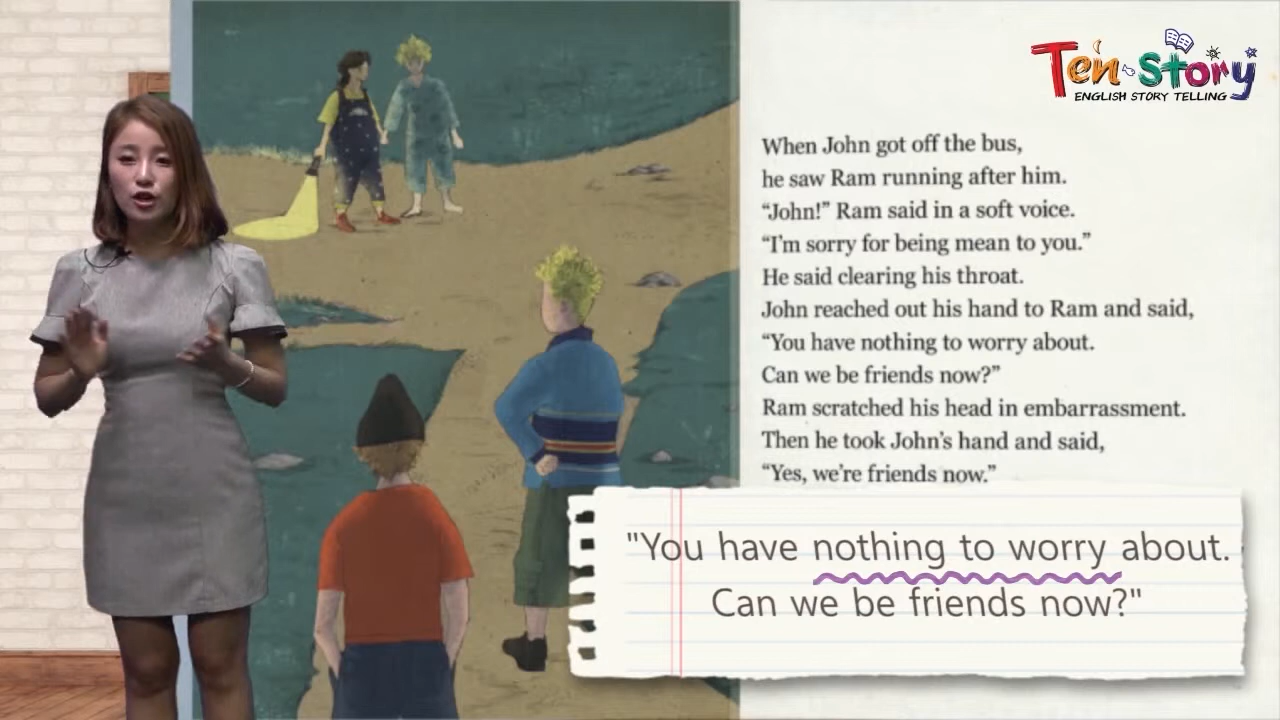 Ten Story
ENGLISH STORY TELLING
When John got off the bus,
he saw Ram running after him.
“John!” Ram said in a soft voice.
“I’m sorry for being mean to you.”
He said clearing his throat.
John reached out his hand to Ram and said,
“You have nothing to worry about.
Can we be friends now?”
Ram scratched his head in embarrassment.
Then he took John’s hand and said,
“Yes, we’re friends now.”
"You have nothing to worry about.
Can we be friends now?"